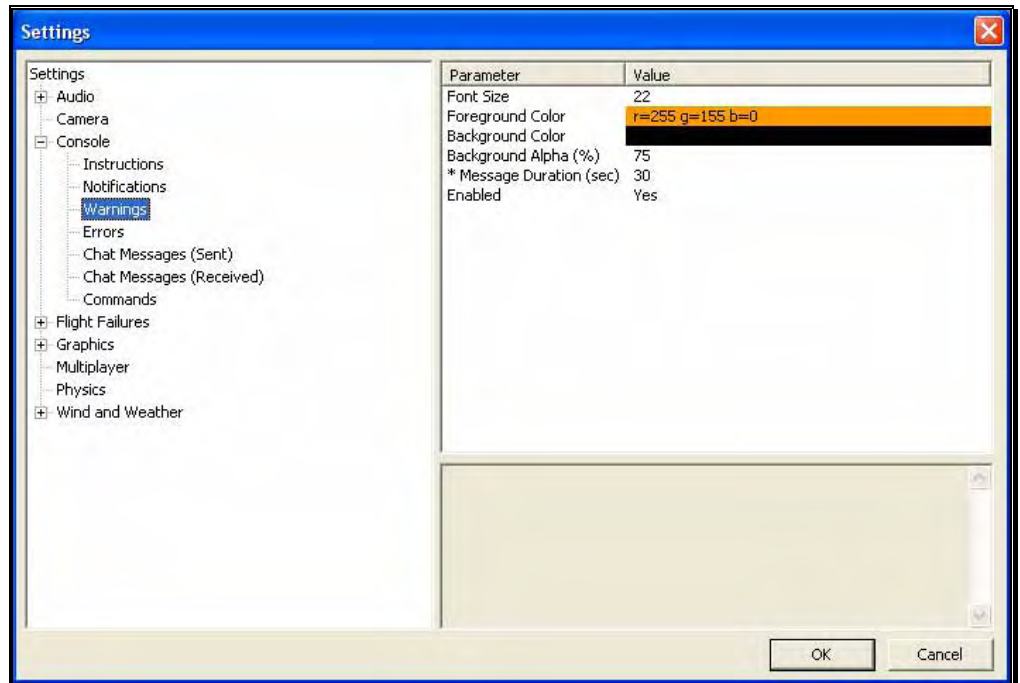 Settings
Settings
Audio
Camera
Console
Instructions
Notifications
Warnings
Errors
Chat Messages (Sent)
Chat Messages (Received)
Commands
Flight Failures
Graphics
Multiplayer
Physics
Wind and Weather
Parameter Value
Font Size 22
Foreground Color r=255 g=155 b=0
Background Color
Background Alpha (%) 75
* Message Duration (sec) 30
Enabled Yes
OK Cancel